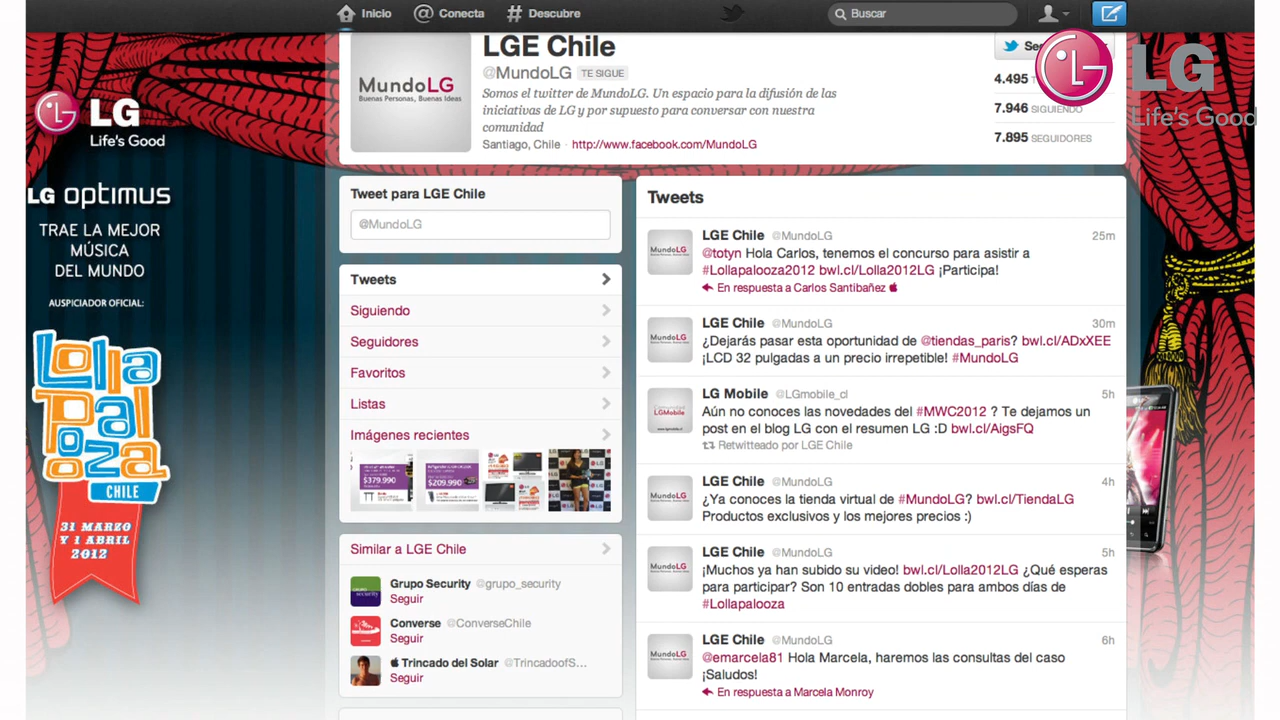 Inicio
Conecta
Descubre
Buscar
LG
Life's Good
LG optimus
TRAE LA MEJOR
MÚSICA
DEL MUNDO
AUSPICIADOR OFICIAL:
Lolla
Pal
ooza
CHILE
31 MARZO
Y 1 ABRIL
2012
MundoLG
Buenas Personas, Buenas Ideas
LGE Chile
@MundoLG TE SIGUE
Somos el twitter de MundoLG. Un espacio para la difusión de las
iniciativas de LG y por supuesto para conversar con nuestra
comunidad
Santiago, Chile · http://www.facebook.com/MundoLG
4.495
7.946 SIGUIENDO
7.895 SEGUIDORES
LG
Life's Good
Tweet para LGE Chile
@MundoLG
Tweets
Siguiendo
Seguidores
Favoritos
Listas
Imágenes recientes
$379.990
$209.990
Similar a LGE Chile
Grupo Security @grupo_security
Seguir
Converse @ConverseChile
Seguir
Trincado del Solar @TrincadoofS...
Seguir
Tweets
MundoLG
LGE Chile @MundoLG 25m
@totyn Hola Carlos, tenemos el concurso para asistir a
#Lollapalooza2012 bwl.cl/Lolla2012LG ¡Participa!
En respuesta a Carlos Santibañez
MundoLG
LGE Chile @MundoLG 30m
¿Dejarás pasar esta oportunidad de @tiendas_paris? bwl.cl/ADxXEE
¡LCD 32 pulgadas a un precio irrepetible! #MundoLG
LGMobile
LG Mobile @LGmobile_cl 5h
Aún no conoces las novedades del #MWC2012 ? Te dejamos un
post en el blog LG con el resumen LG :D bwl.cl/AigsFQ
Retwitteado por LGE Chile
MundoLG
LGE Chile @MundoLG 4h
¿Ya conoces la tienda virtual de #MundoLG? bwl.cl/TiendaLG
Productos exclusivos y los mejores precios :)
MundoLG
LGE Chile @MundoLG 5h
¡Muchos ya han subido su video! bwl.cl/Lolla2012LG ¿Qué esperas
para participar? Son 10 entradas dobles para ambos días de
#Lollapalooza
MundoLG
LGE Chile @MundoLG 6h
@emarcela81 Hola Marcela, haremos las consultas del caso
¡Saludos!
En respuesta a Marcela Monroy